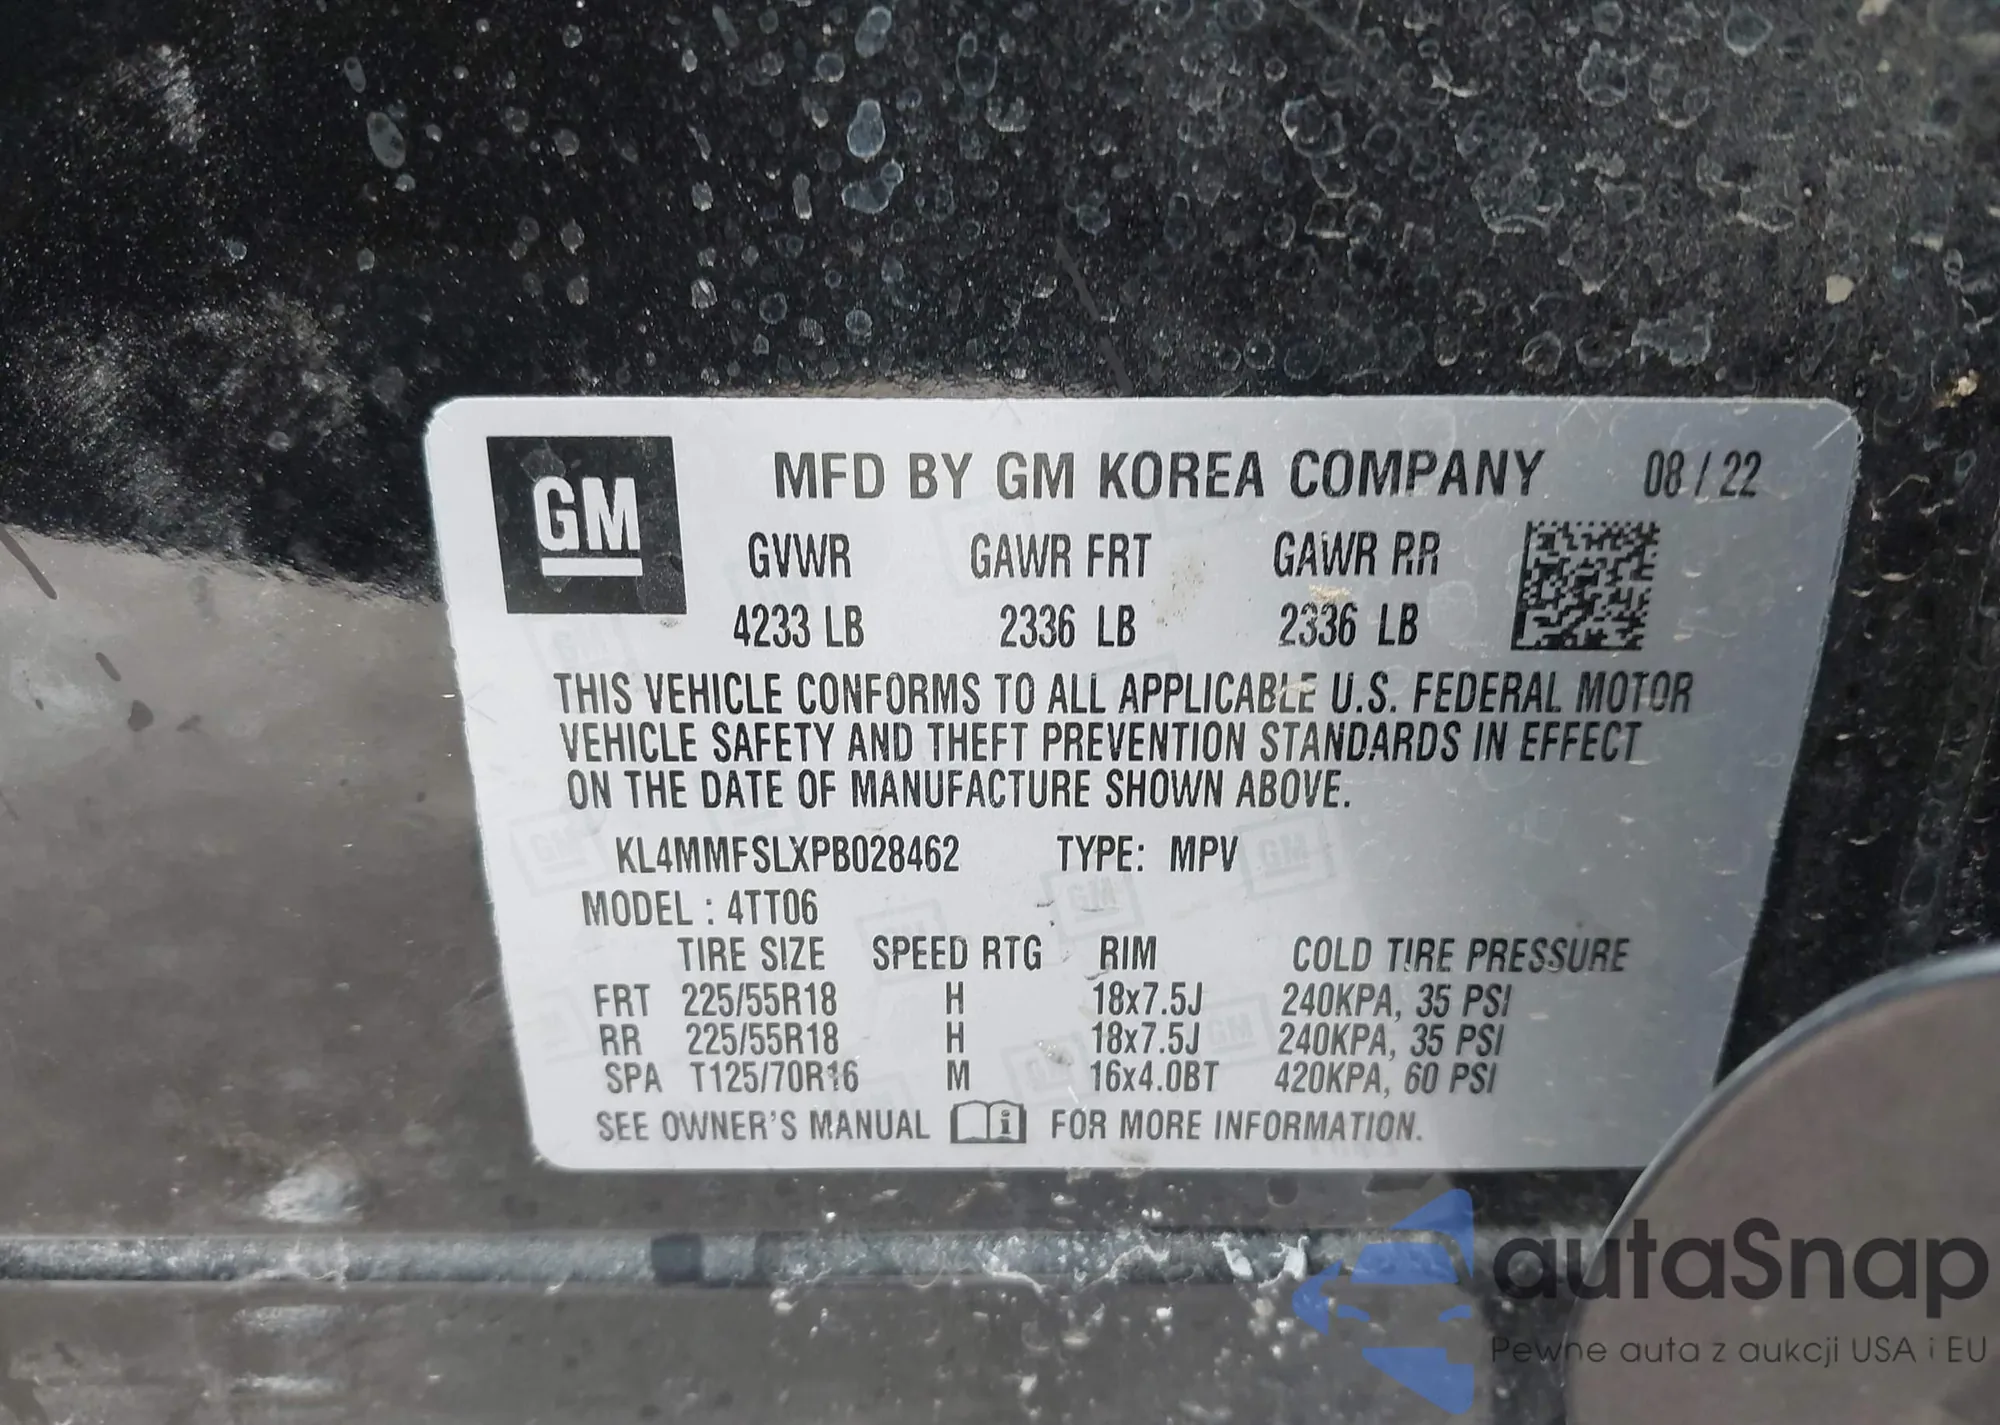 GM
MFD BY GM KOREA COMPANY 08 / 22
GVWR GAWR FRT GAWR RR
4233 LB 2336 LB 2336 LB
THIS VEHICLE CONFORMS TO ALL APPLICABLE U.S. FEDERAL MOTOR
VEHICLE SAFETY AND THEFT PREVENTION STANDARDS IN EFFECT
ON THE DATE OF MANUFACTURE SHOWN ABOVE.
KL4MMFSLXPB028462 TYPE: MPV
MODEL : 4TT06
TIRE SIZE SPEED RTG RIM COLD TIRE PRESSURE
FRT 225/55R18 H 18x7.5J 240KPA, 35 PSI
RR 225/55R18 H 18x7.5J 240KPA, 35 PSI
SPA T125/70R16 M 16x4.0BT 420KPA, 60 PSI
SEE OWNER'S MANUAL FOR MORE INFORMATION.
autaSnap
Pewne auta z aukcji USA i EU